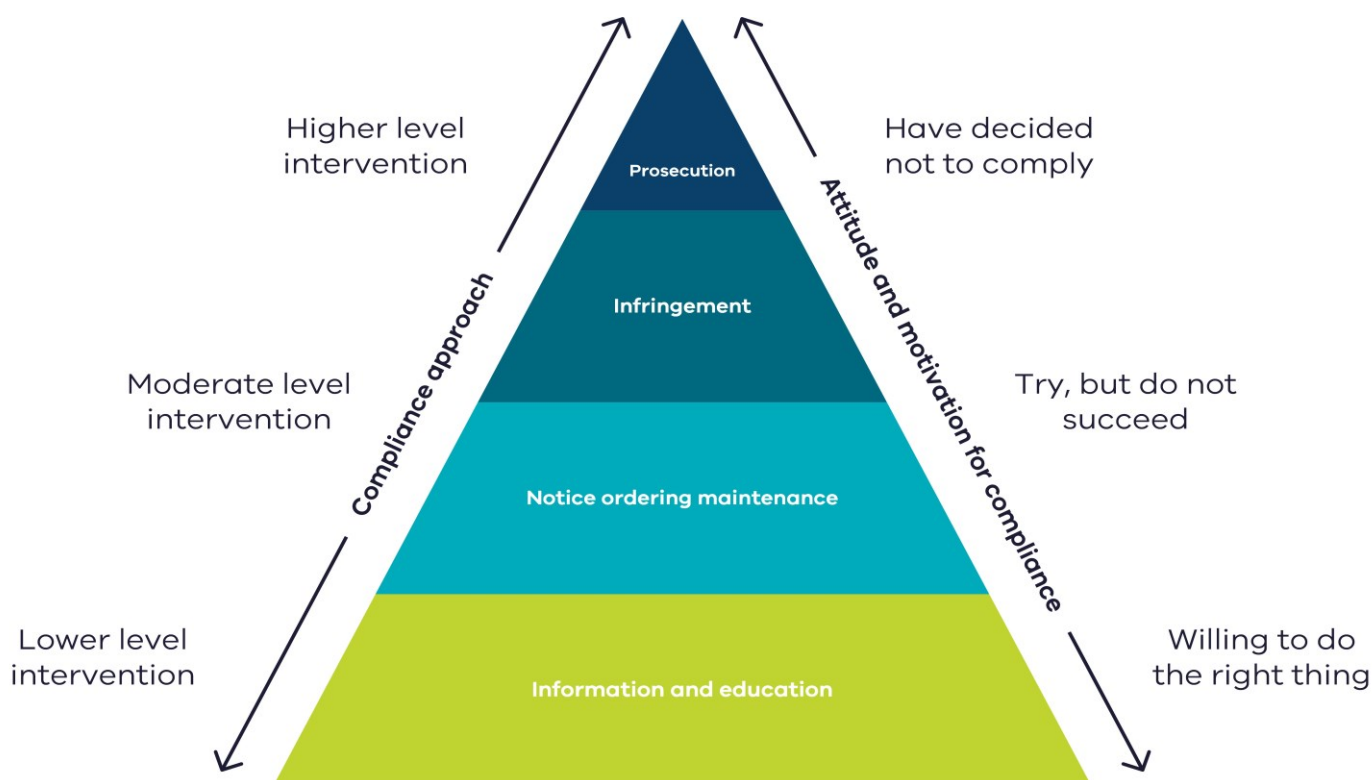 Higher level
intervention
Have decided
not to comply
Prosecution
Attitude and motivation for compliance
Compliance approach
Infringement
Moderate level
intervention
Try, but do not
succeed
Notice ordering maintenance
Lower level
intervention
Willing to do
the right thing
Information and education